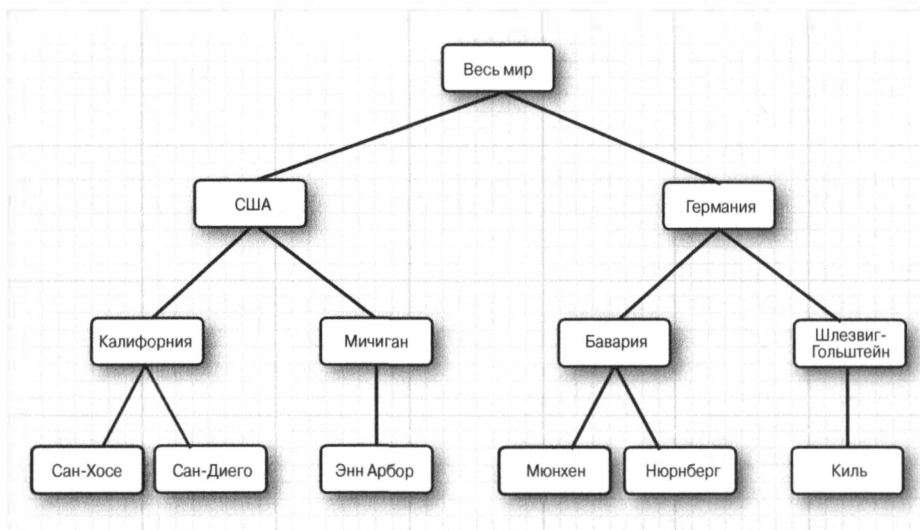 Весь мир
США
Германия
Калифорния
Мичиган
Бавария
Шлезвиг-
Гольштейн
Сан-Хосе
Сан-Диего
Энн Арбор
Мюнхен
Нюрнберг
Киль